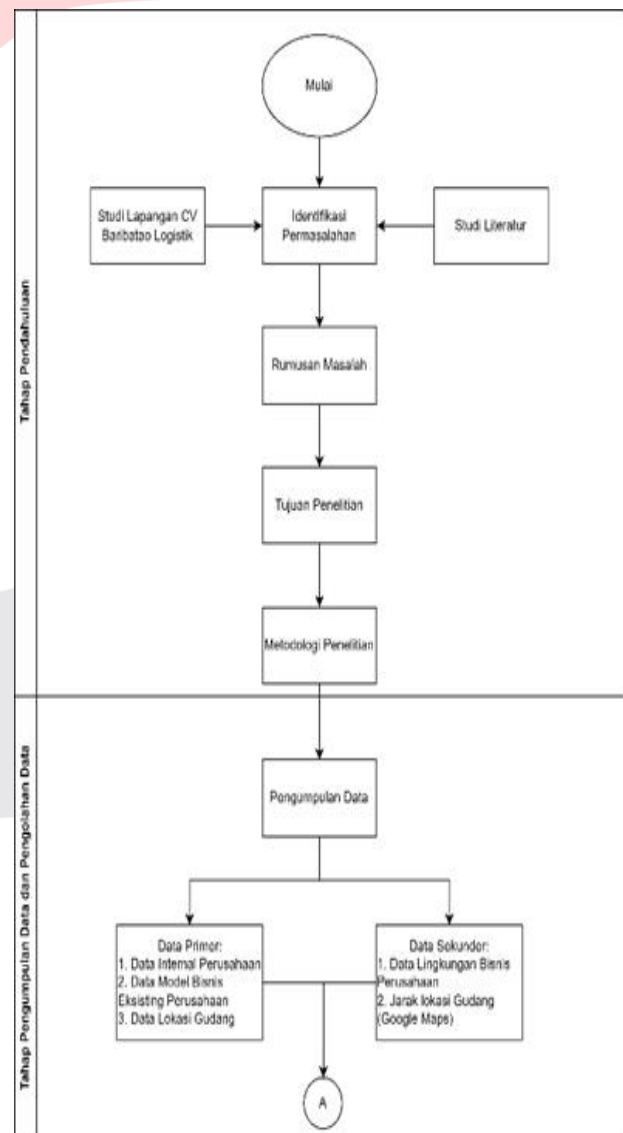 Tahap Pendahuluan
Mulai
Studi Lapangan CV
Baribatao Logistik
Identifikasi
Permasalahan
Studi Literatur
Rumusan Masalah
Tujuan Penelitian
Metodologi Penelitian
Tahap Pengumpulan Data dan Pengolahan Data
Pengumpulan Data
Data Primer:
1. Data Internal Perusahaan
2. Data Model Bisnis
Eksisting Perusahaan
3. Data Lokasi Gudang
Data Sekunder:
1. Data Lingkungan Bisnis
Perusahaan
2. Jarak lokasi Gudang
(Google Maps)
A